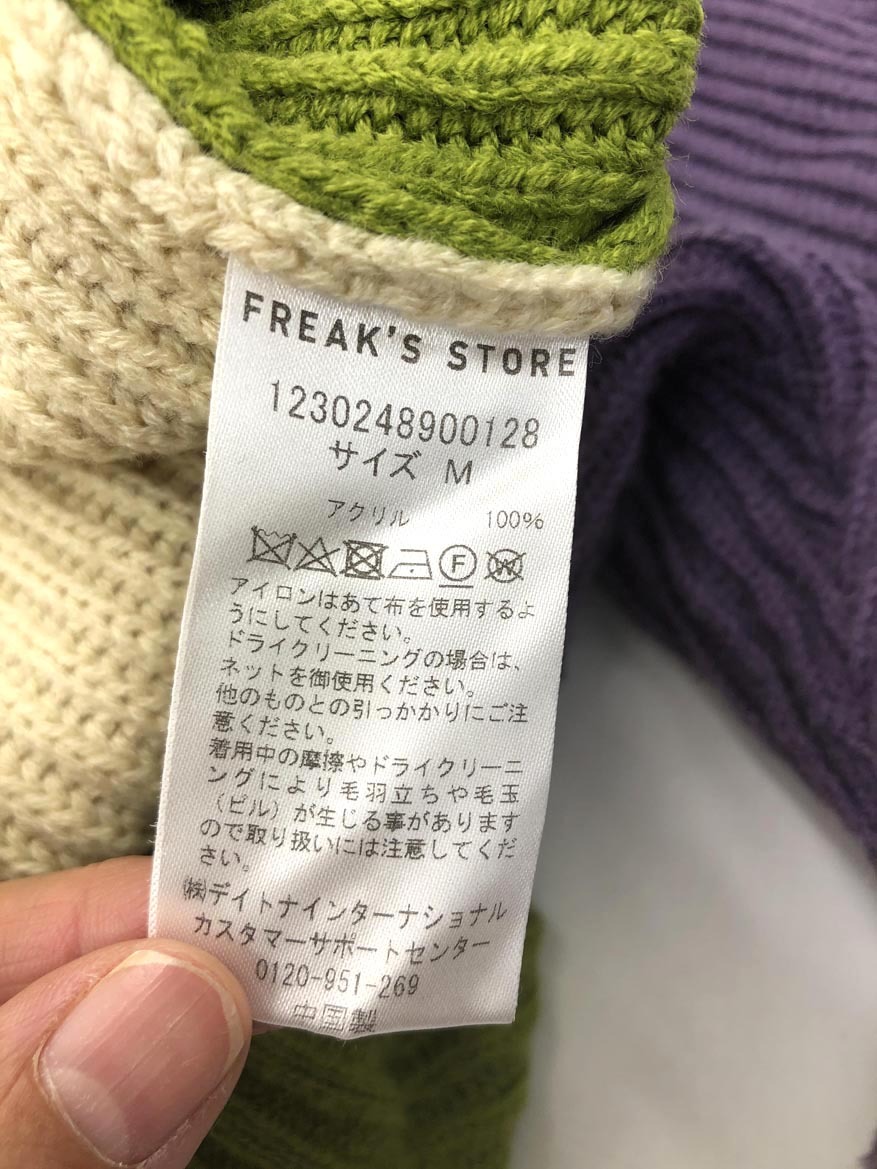 FREAK'S STORE
1230248900128
サイズ M
アクリル 100%
F W
アイロンはあて布を使用するよ
うにしてください。
ドライクリーニングの場合は、
ネットを御使用ください。
他のものとの引っかかりにご注
意ください。
着用中の摩擦やドライクリーニ
ングにより毛羽立ちや毛玉
（ピル）が生じる事があります
ので取り扱いには注意してくだ
さい。
㈱デイトナインターナショナル
カスタマーサポートセンター
0120-951-269
中国製